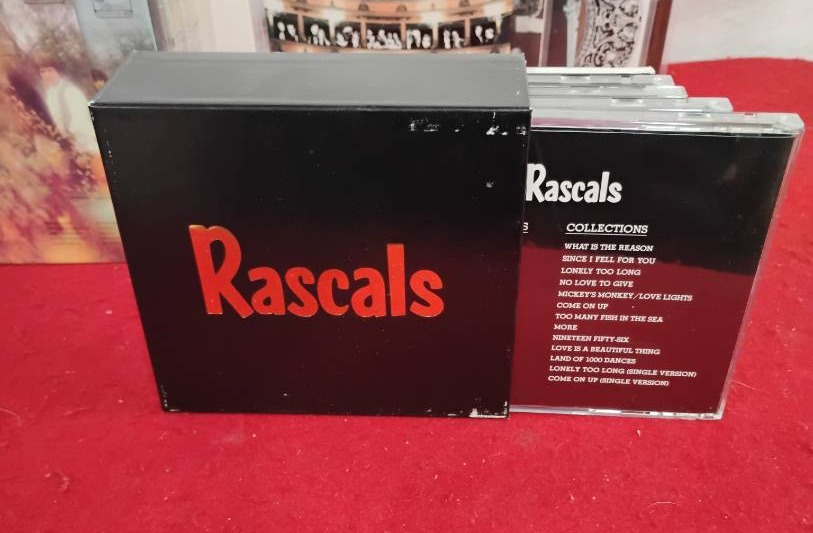 Rascals
Rascals
S
COLLECTIONS
WHAT IS THE REASON
SINCE I FELL FOR YOU
LONELY TOO LONG
NO LOVE TO GIVE
MICKEY'S MONKEY/LOVE LIGHTS
COME ON UP
TOO MANY FISH IN THE SEA
MORE
NINETEEN FIFTY-SIX
LOVE IS A BEAUTIFUL THING
LAND OF 1000 DANCES
LONELY TOO LONG (SINGLE VERSION)
COME ON UP (SINGLE VERSION)